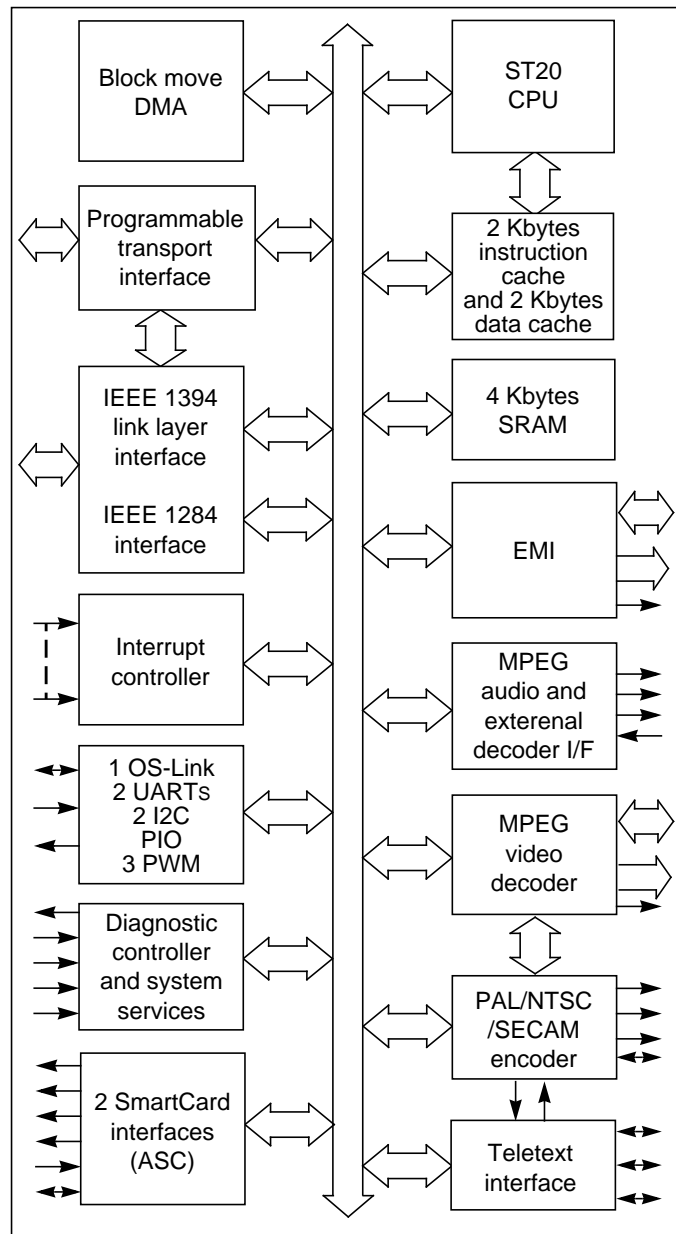 Block move
DMA
Programmable
transport
interface
IEEE 1394
link layer
interface
IEEE 1284
interface
Interrupt
controller
1 OS-Link
2 UARTs
2 I2C
PIO
3 PWM
Diagnostic
controller
and system
services
2 SmartCard
interfaces
(ASC)
ST20
CPU
2 Kbytes
instruction
cache
and 2 Kbytes
data cache
4 Kbytes
SRAM
EMI
MPEG
audio and
exterenal
decoder I/F
MPEG
video
decoder
PAL/NTSC
/SECAM
encoder
Teletext
interface